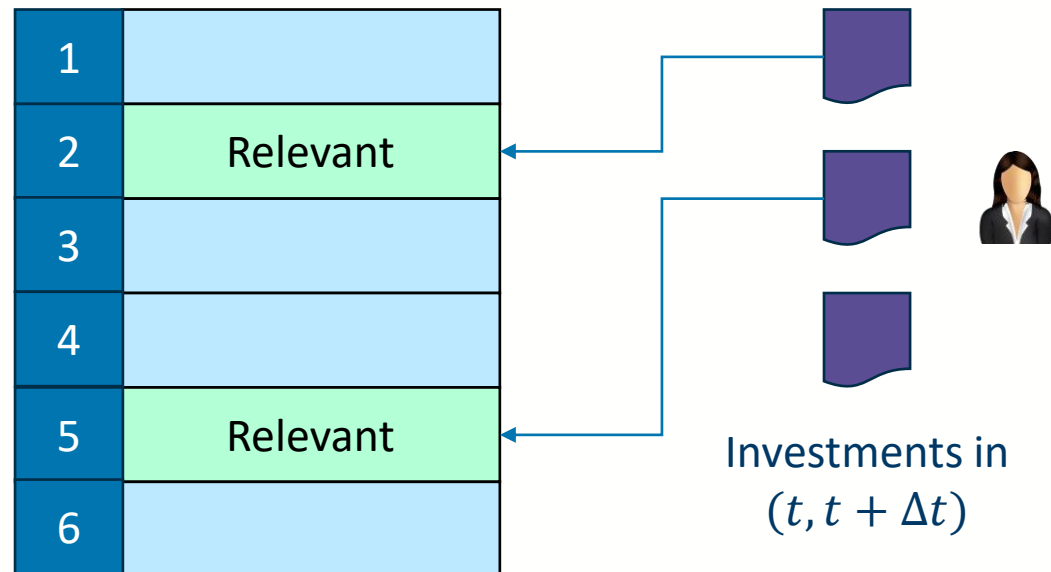 1
2 Relevant
3
4
5 Relevant
6
Investments in
(𝑡, 𝑡 + Δ𝑡)